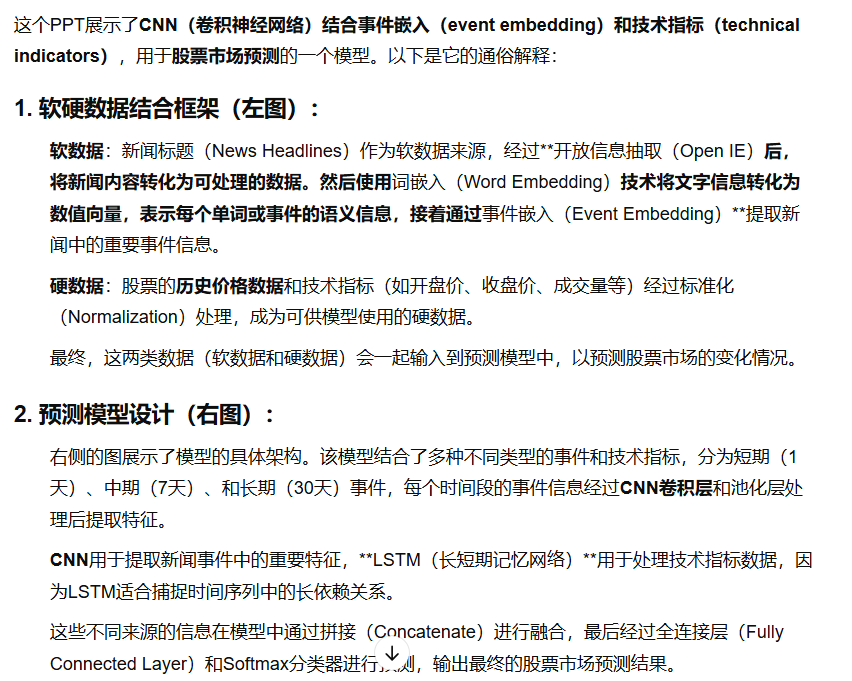 这个PPT展示了CNN（卷积神经网络）结合事件嵌入（event embedding）和技术指标（technical
indicators），用于股票市场预测的一个模型。以下是它的通俗解释：
1. 软硬数据结合框架（左图）：
软数据：新闻标题（News Headlines）作为软数据来源，经过**开放信息抽取（Open IE）后，
将新闻内容转化为可处理的数据。然后使用词嵌入（Word Embedding）技术将文字信息转化为
数值向量，表示每个单词或事件的语义信息，接着通过事件嵌入（Event Embedding）**提取新
闻中的重要事件信息。
硬数据：股票的历史价格数据和技术指标（如开盘价、收盘价、成交量等）经过标准化
（Normalization）处理，成为可供模型使用的硬数据。
最终，这两类数据（软数据和硬数据）会一起输入到预测模型中，以预测股票市场的变化情况。
2. 预测模型设计（右图）：
右侧的图展示了模型的具体架构。该模型结合了多种不同类型的事件和技术指标，分为短期（1
天）、中期（7天）、和长期（30天）事件，每个时间段的事件信息经过CNN卷积层和池化层处
理后提取特征。
CNN用于提取新闻事件中的重要特征，**LSTM（长短期记忆网络）**用于处理技术指标数据，因
为LSTM适合捕捉时间序列中的长依赖关系。
这些不同来源的信息在模型中通过拼接（Concatenate）进行融合，最后经过全连接层（Fully
Connected Layer）和Softmax分类器进行预测，输出最终的股票市场预测结果。